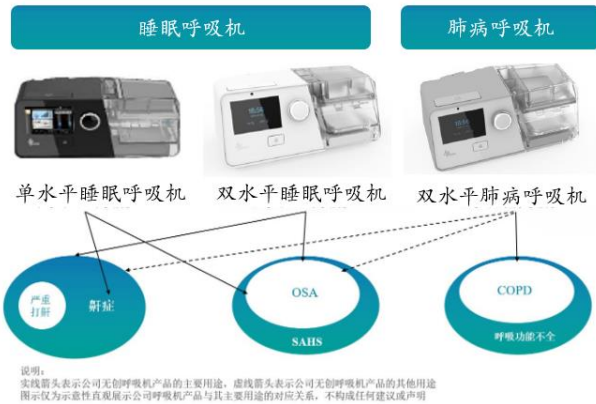 睡眠呼吸机
肺病呼吸机
单水平睡眠呼吸机
双水平睡眠呼吸机
双水平肺病呼吸机
严重
打鼾
鼾症
OSA
SAHS
COPD
呼吸功能不全
说明：
实线箭头表示公司无创呼吸机产品的主要用途，虚线箭头表示公司无创呼吸机产品的其他用途
图示仅为示意性直观展示公司呼吸机产品与其主要用途的对应关系，不构成任何建议或声明